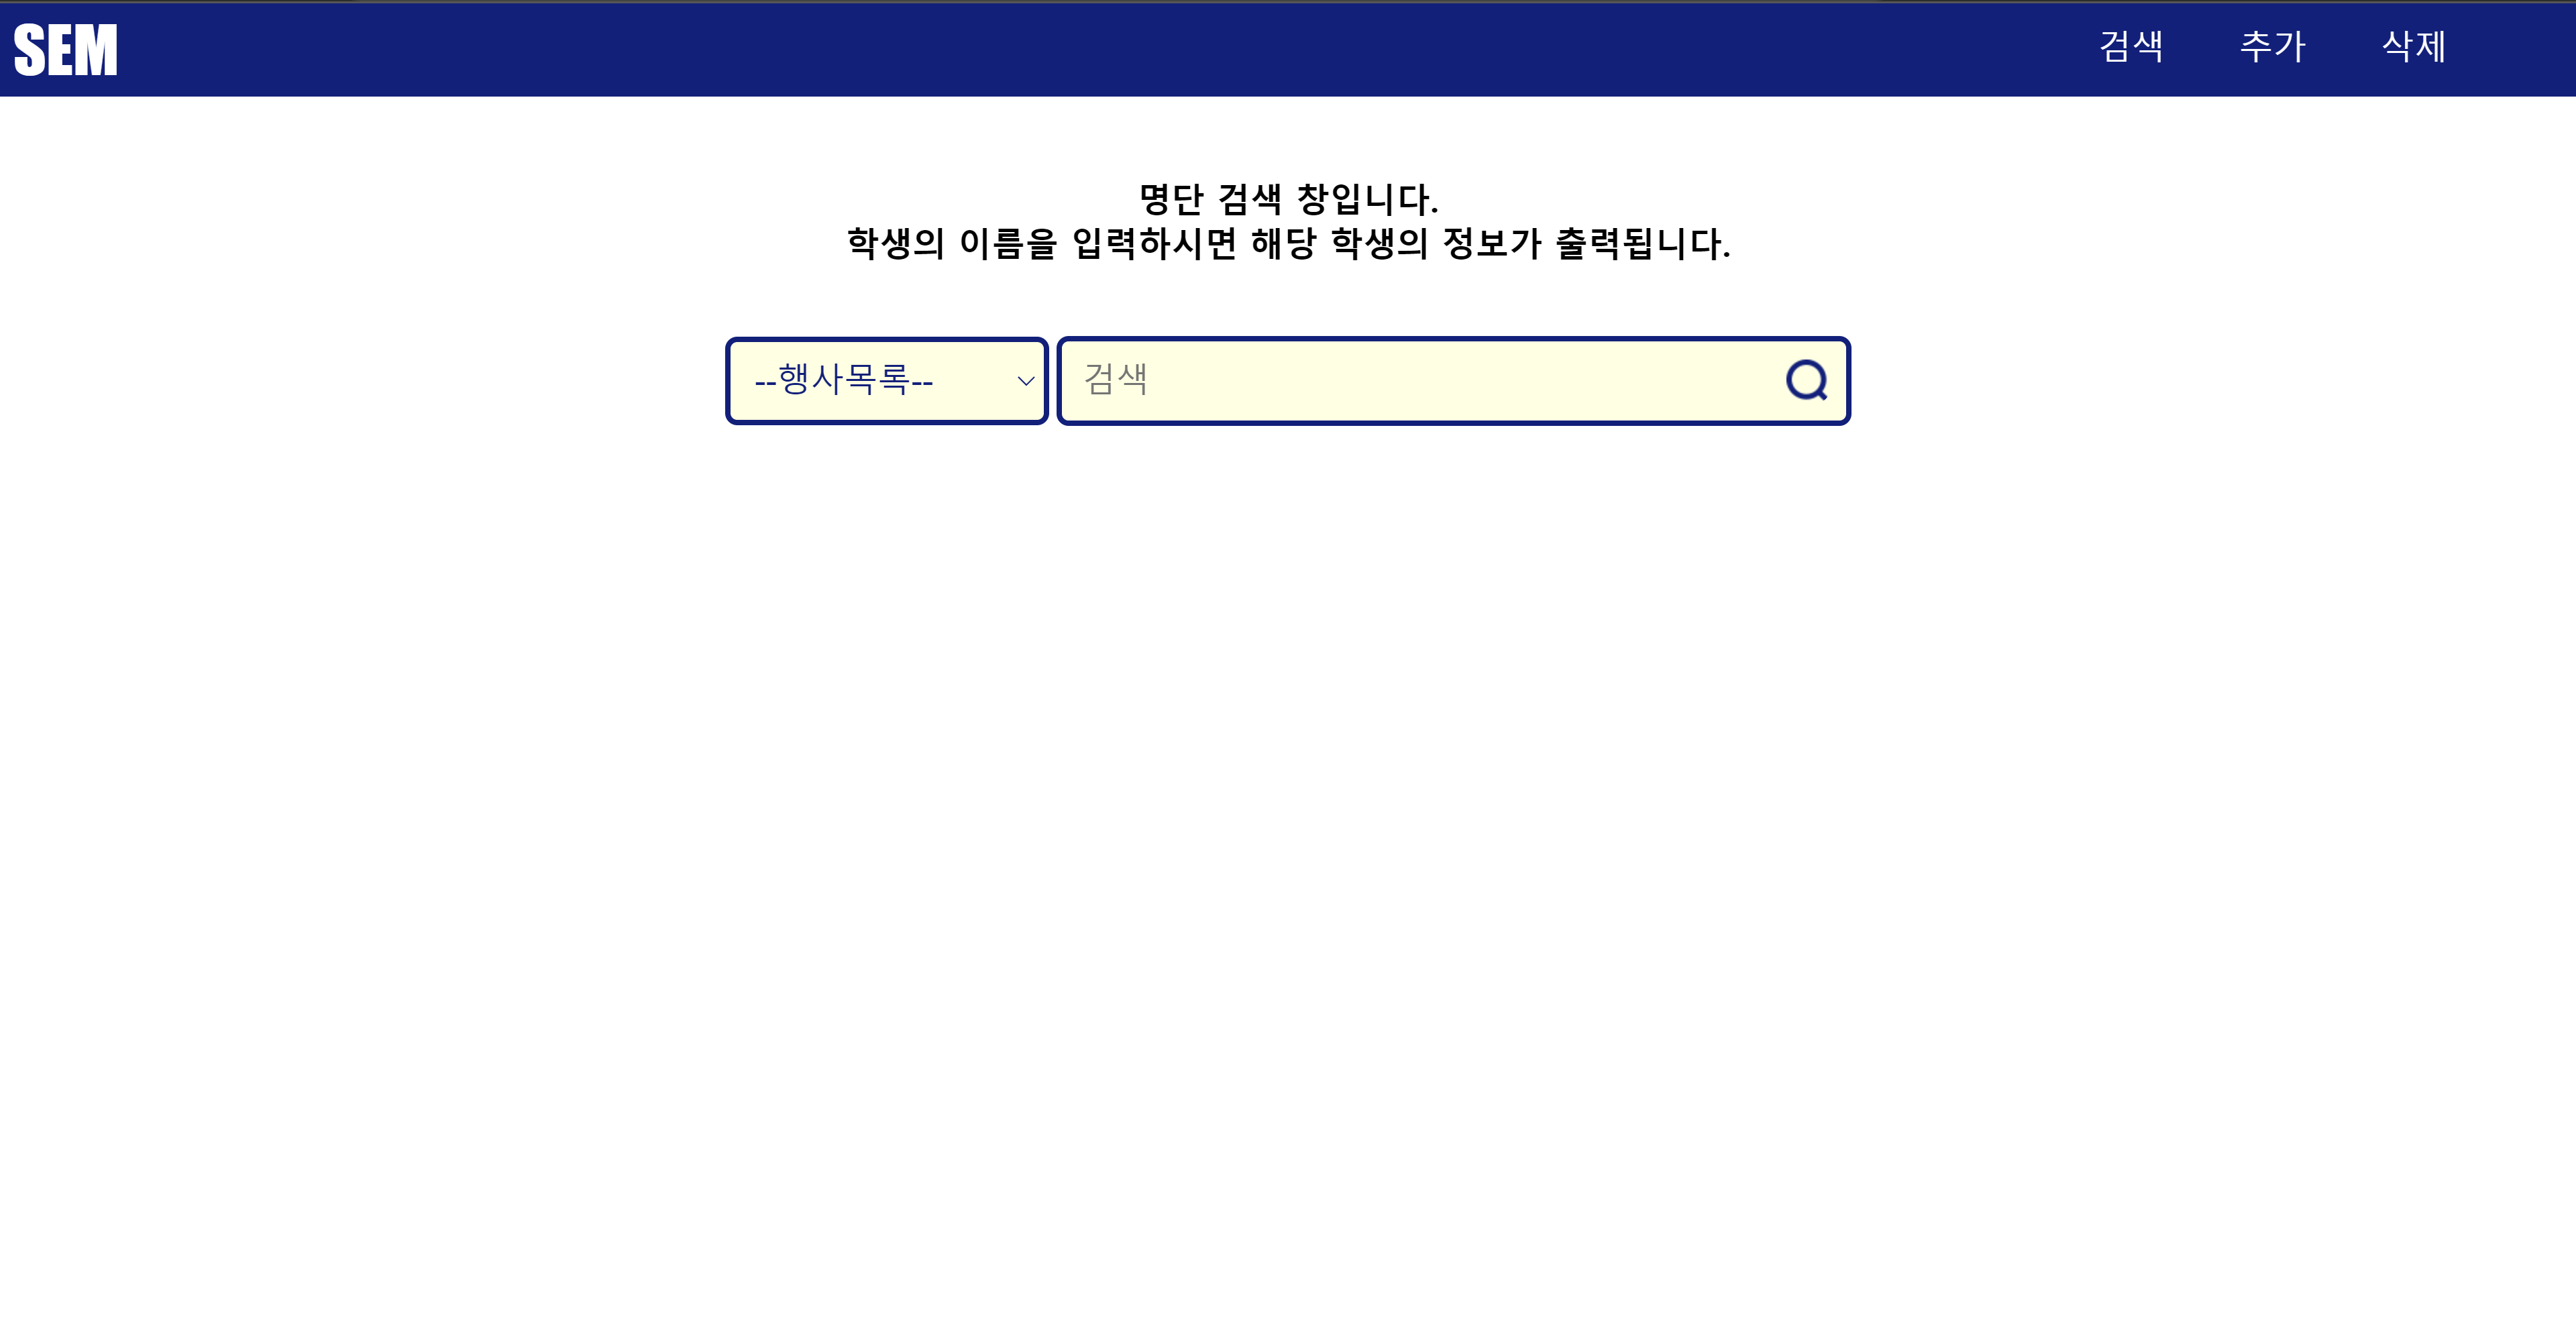 SEM
검색 추가 삭제
명단 검색 창입니다.
학생의 이름을 입력하시면 해당 학생의 정보가 출력됩니다.
--행사목록--
검색